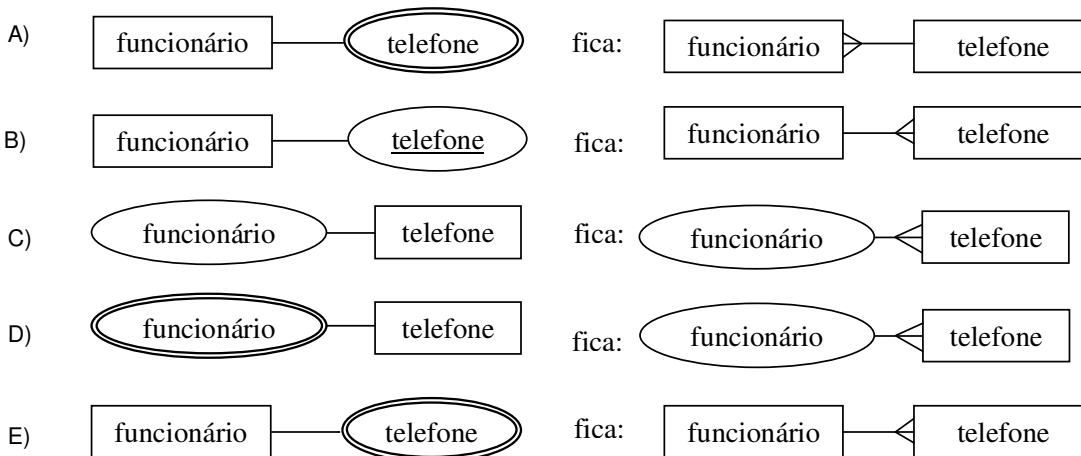 A) funcionário telefone fica: funcionário telefone
B) funcionário telefone fica: funcionário telefone
C) funcionário telefone fica: funcionário telefone
D) funcionário telefone fica: funcionário telefone
E) funcionário telefone fica: funcionário telefone